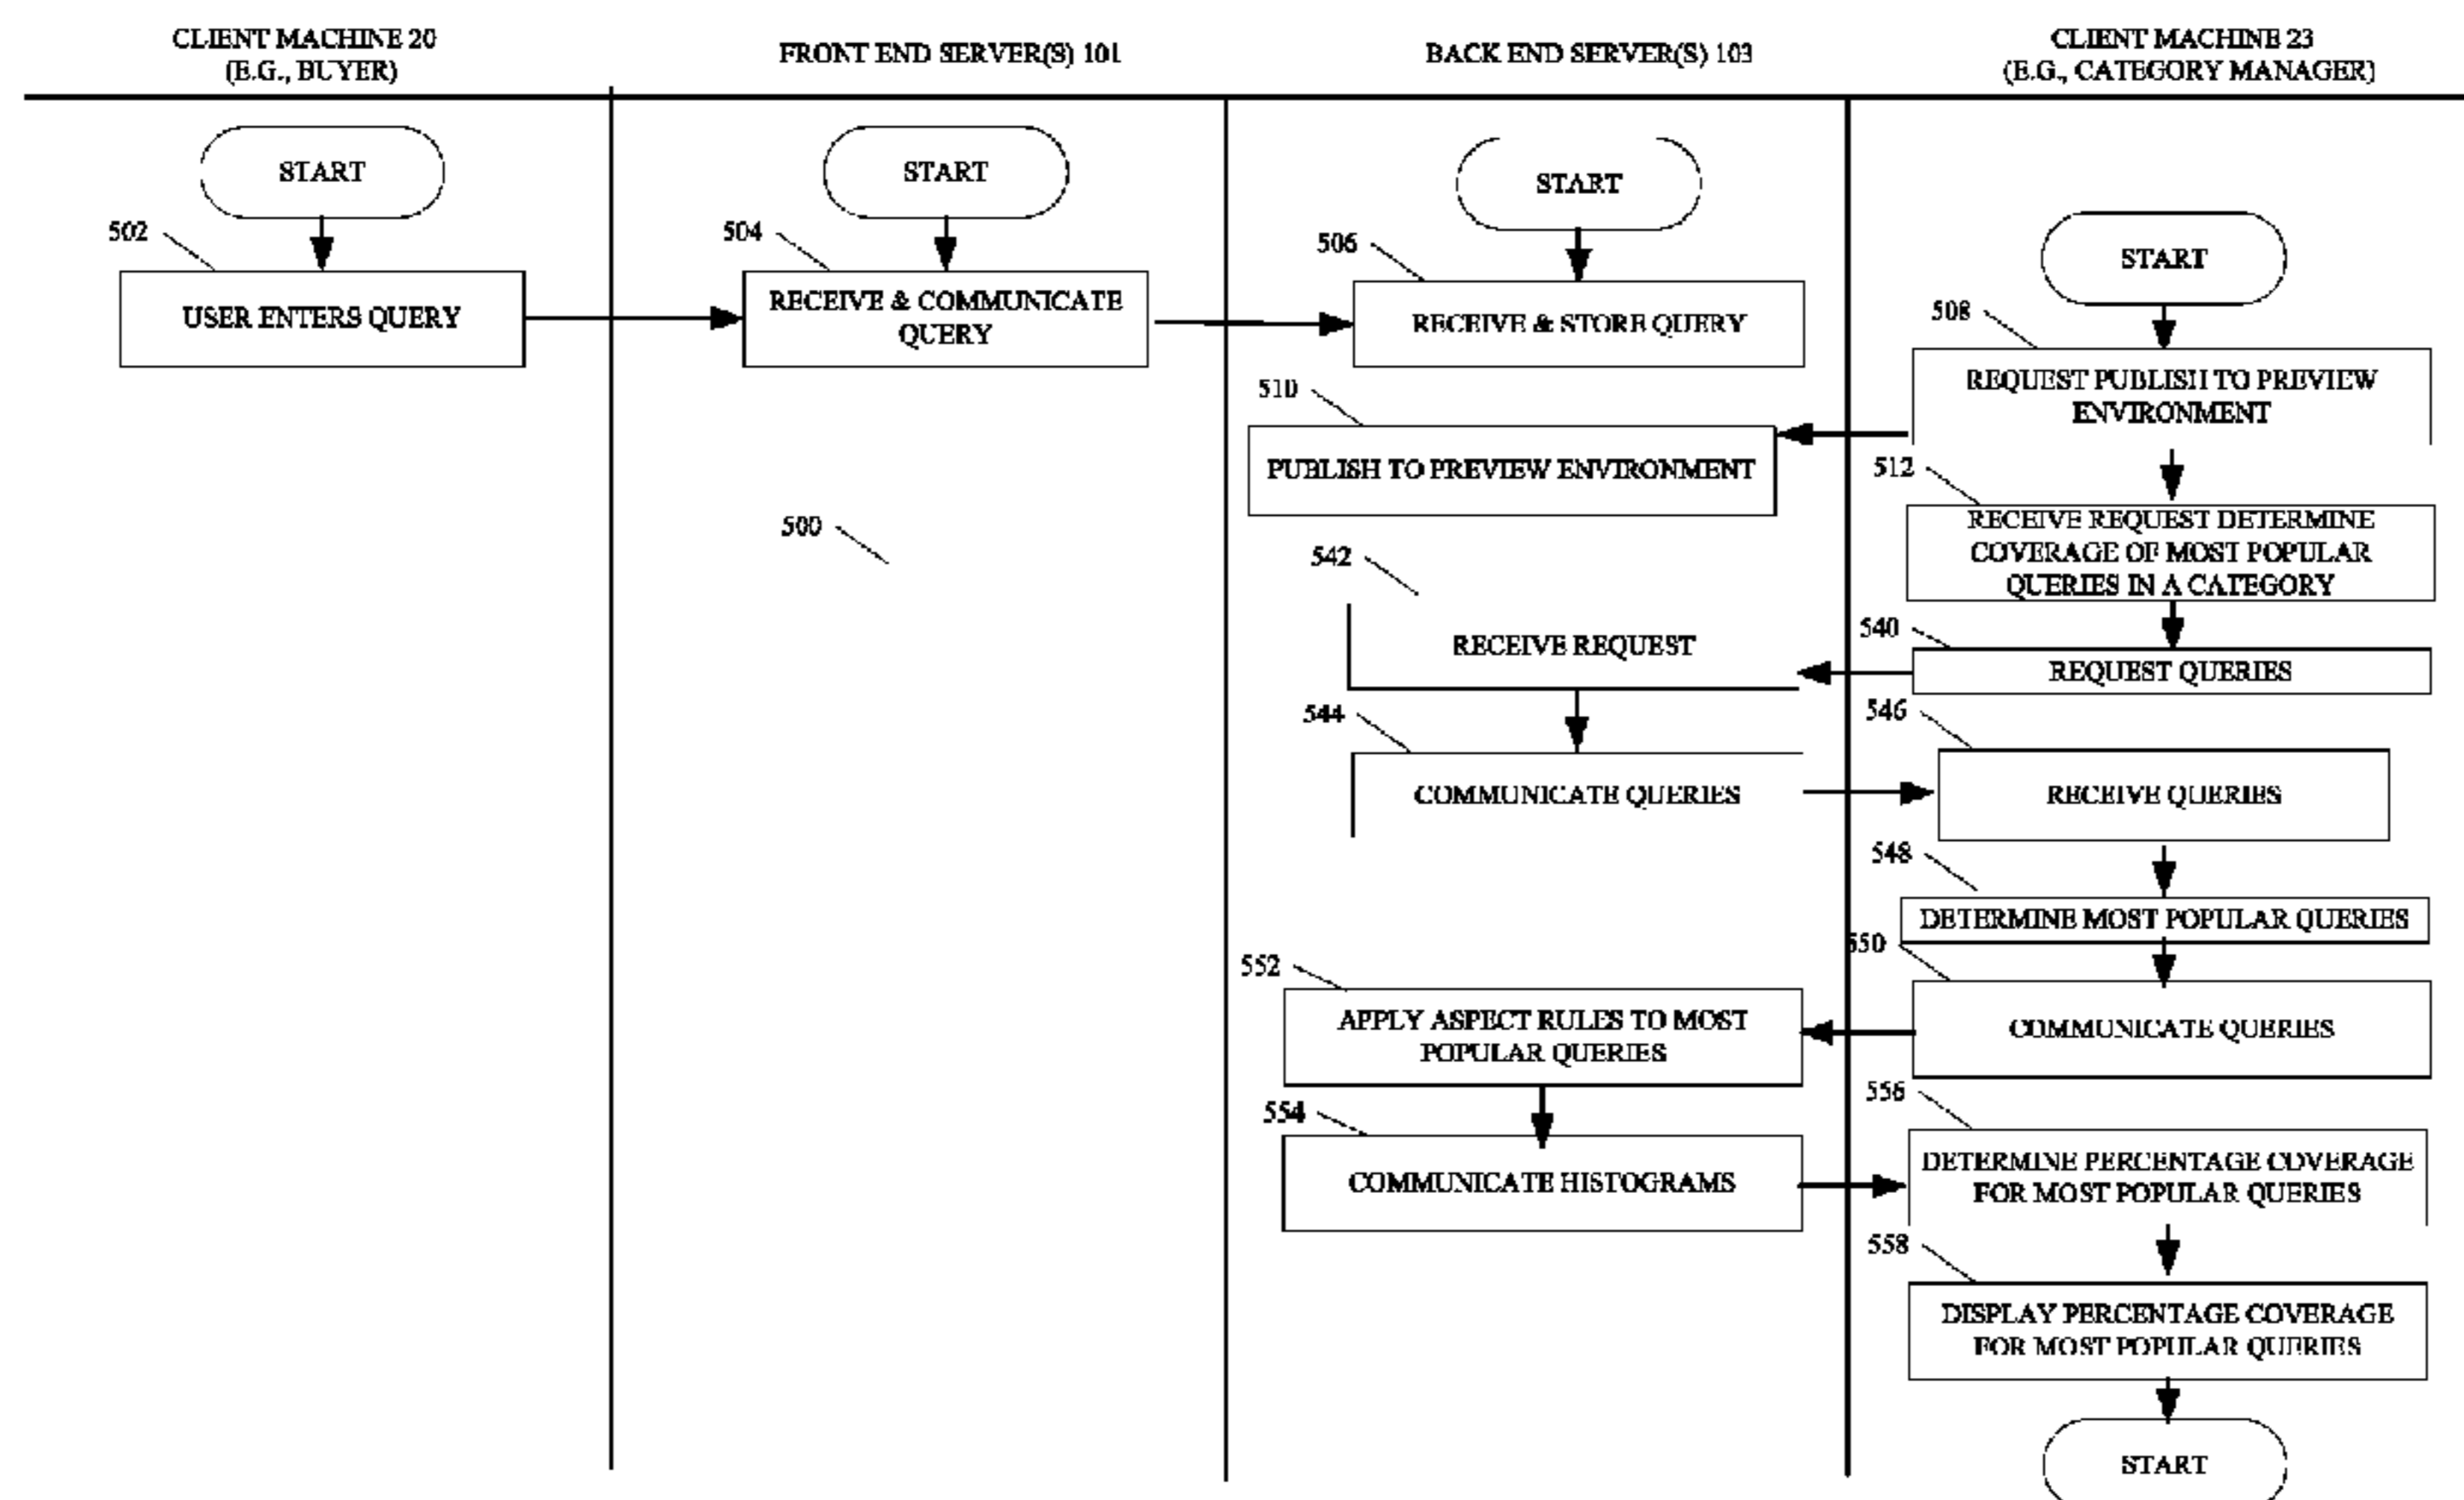 CLIENT MACHINE 20
(E.G., BUYER)
FRONT END SERVER(S) 101
BACK END SERVER(S) 103
CLIENT MACHINE 23
(E.G., CATEGORY MANAGER)
START
502
USER ENTERS QUERY
START
504
RECEIVE & COMMUNICATE
QUERY
500
START
506
RECEIVE & STORE QUERY
510
PUBLISH TO PREVIEW ENVIRONMENT
542
RECEIVE REQUEST
544
COMMUNICATE QUERIES
552
APPLY ASPECT RULES TO MOST
POPULAR QUERIES
554
COMMUNICATE HISTOGRAMS
START
508
REQUEST PUBLISH TO PREVIEW
ENVIRONMENT
512
RECEIVE REQUEST DETERMINE
COVERAGE OF MOST POPULAR
QUERIES IN A CATEGORY
540
REQUEST QUERIES
546
RECEIVE QUERIES
548
DETERMINE MOST POPULAR QUERIES
550
COMMUNICATE QUERIES
556
DETERMINE PERCENTAGE COVERAGE
FOR MOST POPULAR QUERIES
558
DISPLAY PERCENTAGE COVERAGE
FOR MOST POPULAR QUERIES
START